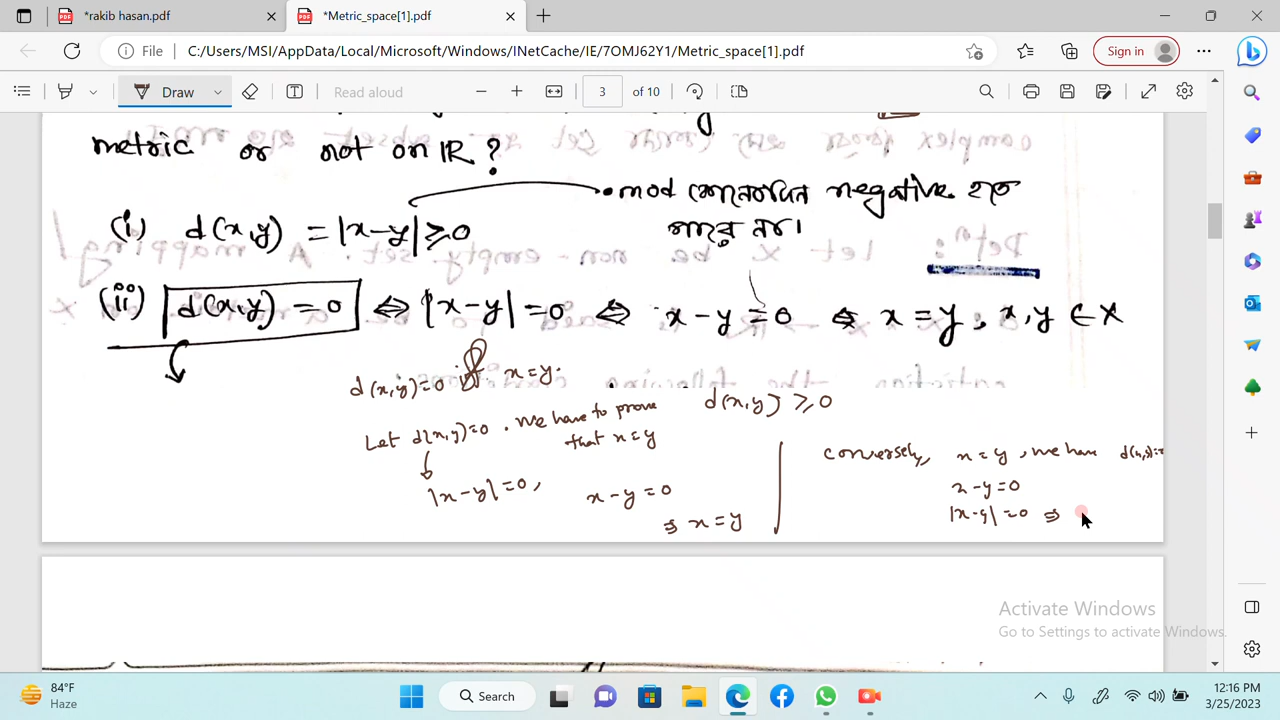 *rakib hasan.pdf
*Metric_space[1].pdf
File C:/Users/MSI/AppData/Local/Microsoft/Windows/INetCache/IE/7OMJ62Y1/Metric_space[1].pdf
Sign in
Draw
Read aloud
3 of 10
metric or not on IR ?
• mod কোনোদিন negative হতে
পারে না।
(i) d(x,y) = |x-y| ≥ 0
(ii) d(x,y) = 0 ⇔ |x-y| = 0 ⇔ x-y = 0 ⇔ x = y, x,y ∈ X
d(x,y)=0 iff x=y.
d(x,y) ≥ 0
Let d(x,y)=0. We have to prove
that x=y
|x-y|=0, x-y=0
⇒ x=y
conversely, x=y, we have d(x,y)=
x-y=0
|x-y|=0 ⇒
Activate Windows
Go to Settings to activate Windows.
84°F
Haze
Search
12:16 PM
3/25/2023